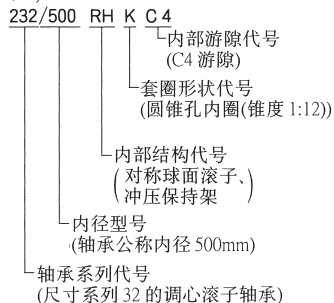 232/500 RH K C4
内部游隙代号
(C4 游隙)
套圈形状代号
(圆锥孔内圈(锥度 1:12))
内部结构代号
(对称球面滚子、
冲压保持架)
内径型号
(轴承公称内径 500mm)
轴承系列代号
(尺寸系列 32 的调心滚子轴承)